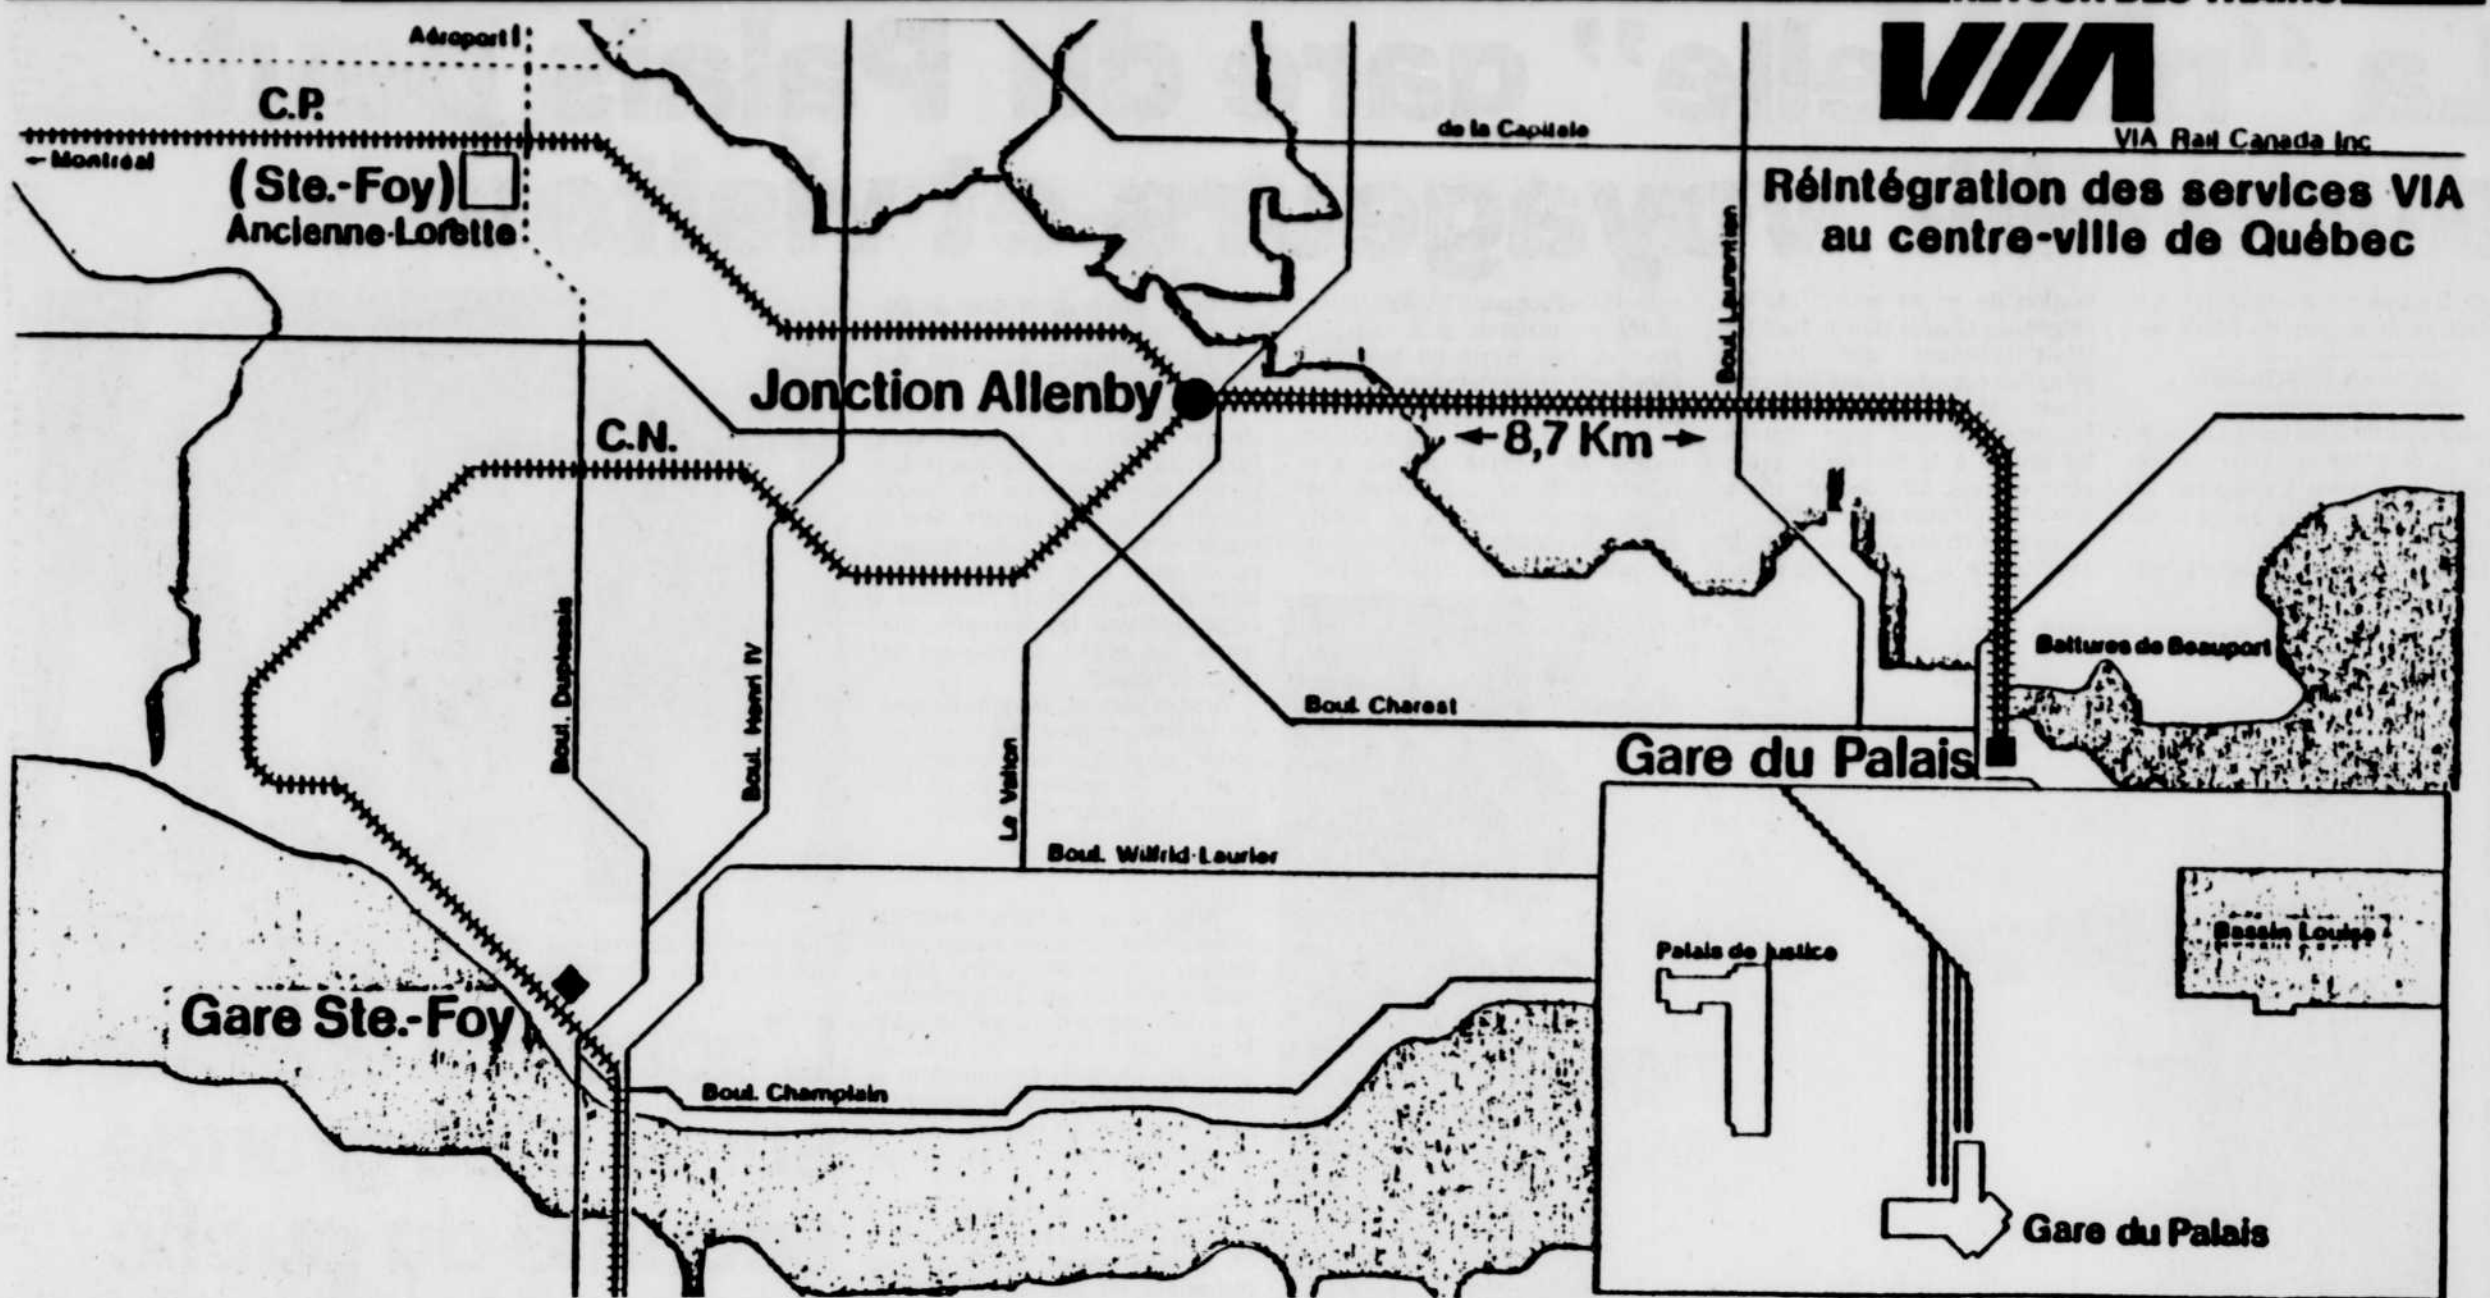 RETOUR DES TRAINS
Aéroport
VIA
VIA Rail Canada Inc
C.P.
de la Capitale
← Montréal
(Ste.-Foy)
Ancienne-Lorette
Réintégration des services VIA
au centre-ville de Québec
Boul. Laurentien
Jonction Allenby
← 8,7 Km →
C.N.
Boul. Duplessis
Boul. Henri IV
Le Vallon
Battures de Beauport
Boul. Charest
Gare du Palais
Boul. Wilfrid-Laurier
Palais de justice
Bassin Louise
Gare Ste.-Foy
Boul. Champlain
Gare du Palais